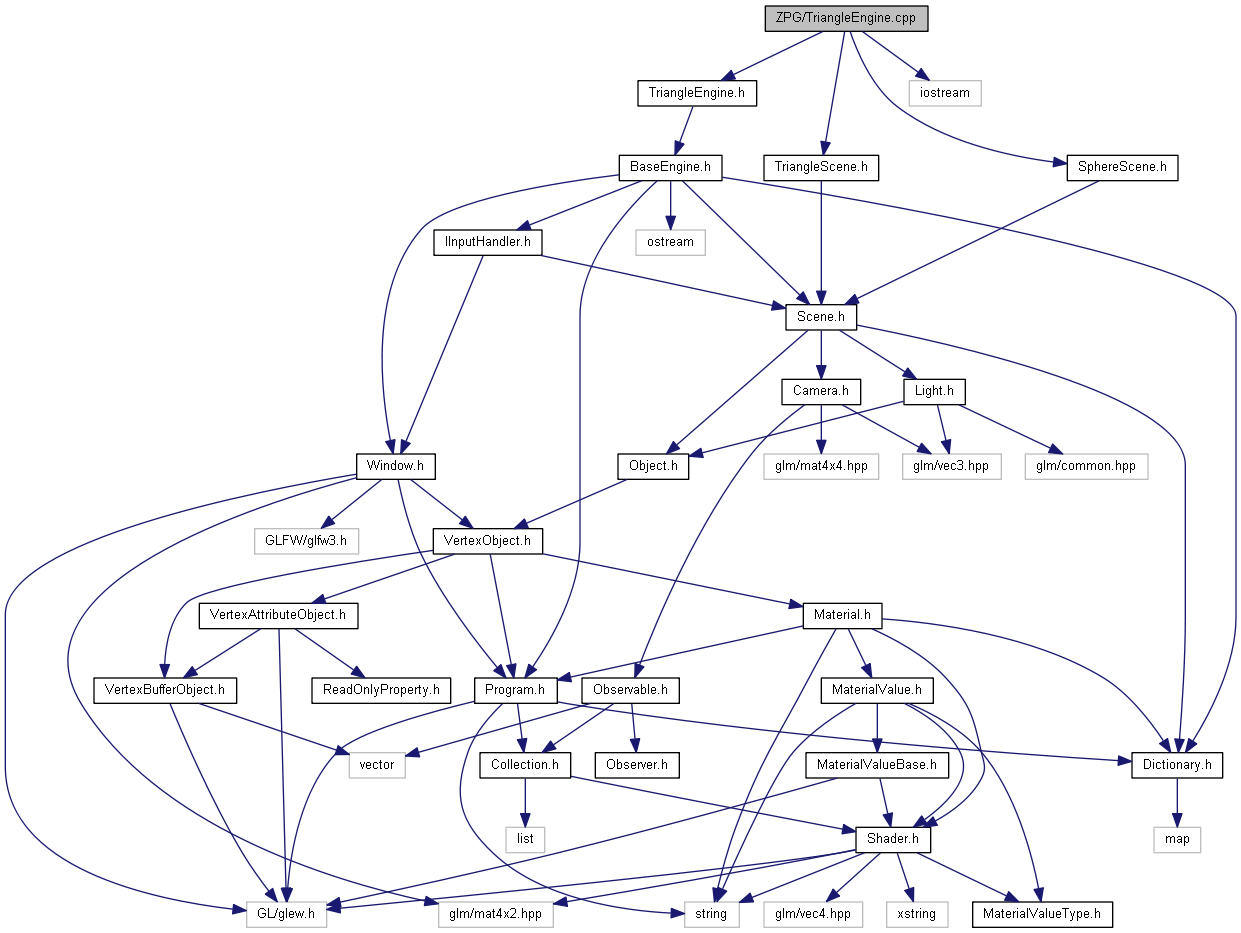 ZPG/TriangleEngine.cpp
TriangleEngine.h
iostream
BaseEngine.h
TriangleScene.h
SphereScene.h
IInputHandler.h
ostream
Scene.h
Camera.h
Light.h
Window.h
Object.h
glm/mat4x4.hpp
glm/vec3.hpp
glm/common.hpp
GLFW/glfw3.h
VertexObject.h
VertexAttributeObject.h
Material.h
VertexBufferObject.h
ReadOnlyProperty.h
Program.h
Observable.h
MaterialValue.h
vector
Collection.h
Observer.h
MaterialValueBase.h
Dictionary.h
list
Shader.h
map
GL/glew.h
glm/mat4x2.hpp
string
glm/vec4.hpp
xstring
MaterialValueType.h